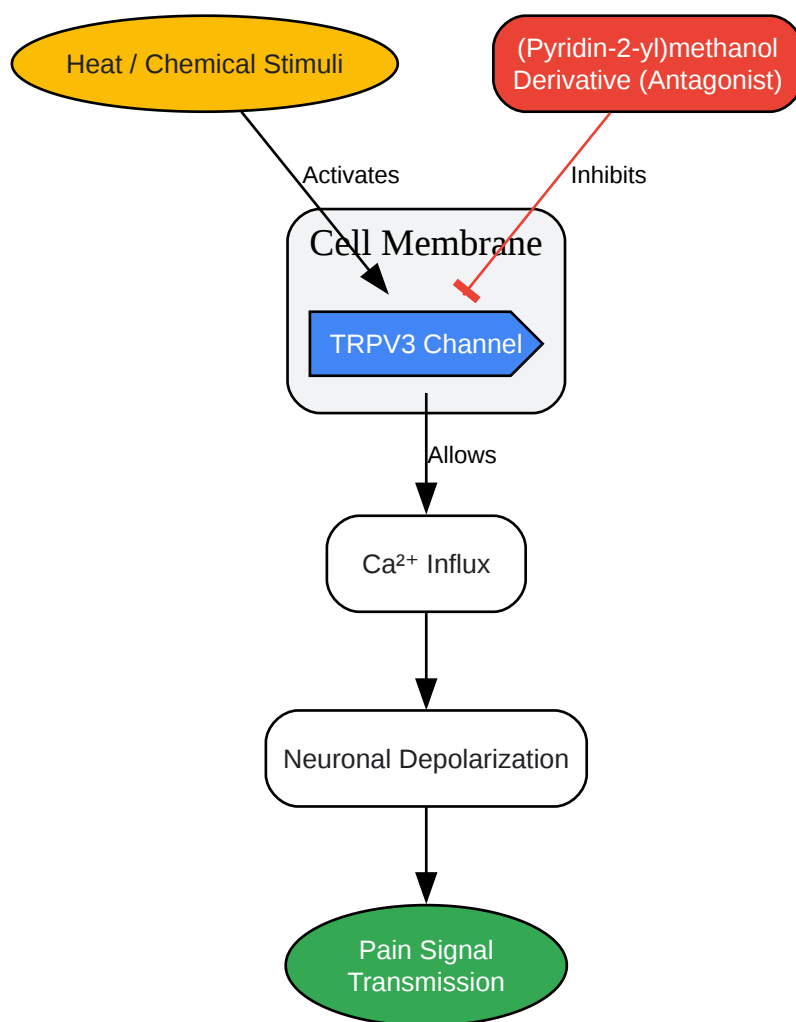 Heat / Chemical Stimuli
(Pyridin-2-yl)methanol
Derivative (Antagonist)
Activates
Inhibits
Cell Membrane
TRPV3 Channel
Allows
Ca²⁺ Influx
Neuronal Depolarization
Pain Signal
Transmission